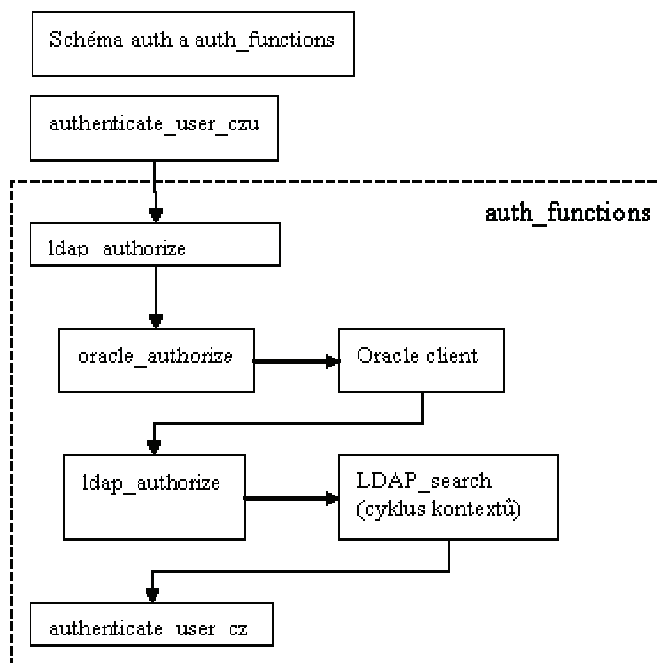 Schéma auth a auth_functions
authenticate_user_czu
auth_functions
ldap_authorize
oracle_authorize
Oracle client
ldap_authorize
LDAP_search
(cyklus kontextů)
authenticate_user_cz